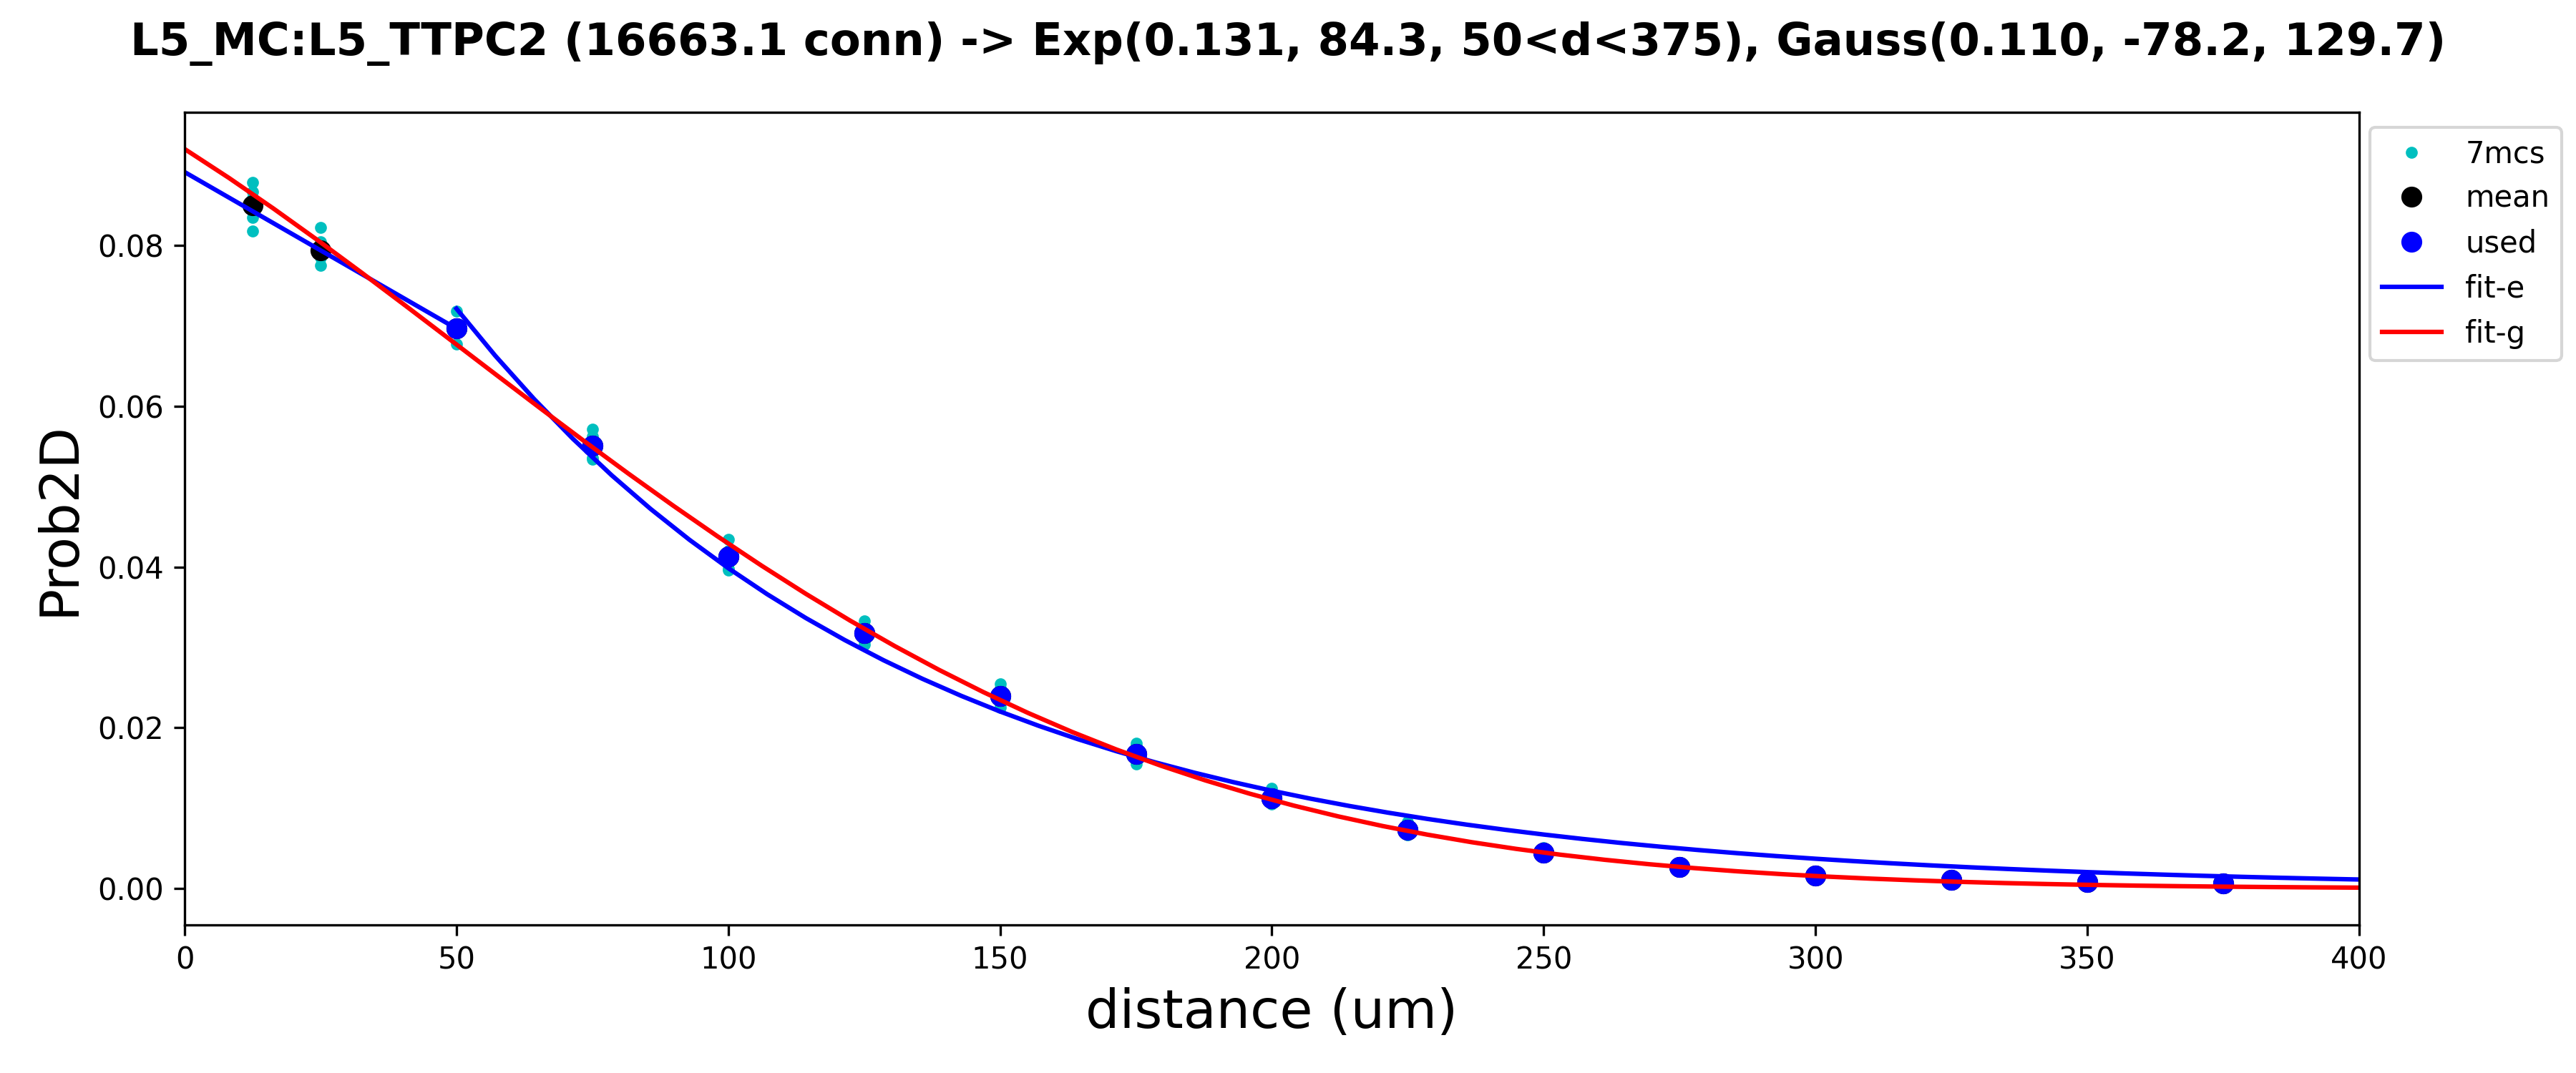 L5_MC:L5_TTPC2 (16663.1 conn) -> Exp(0.131, 84.3, 50<d<375), Gauss(0.110, -78.2, 129.7)
7mcs
mean
used
fit-e
fit-g
0.08
0.06
0.04
0.02
0.00
Prob2D
0 50 100 150 200 250 300 350 400
distance (um)